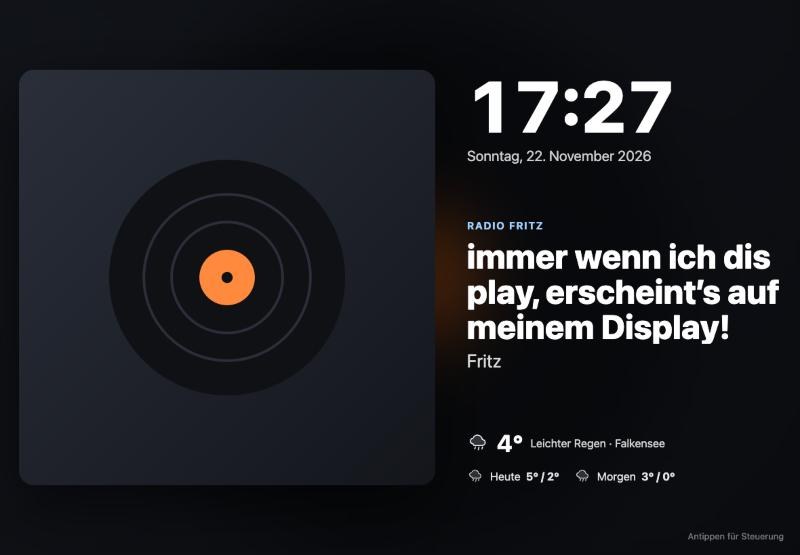 17:27
Sonntag, 22. November 2026
RADIO FRITZ
immer wenn ich dis
play, erscheint’s auf
meinem Display!
Fritz
4° Leichter Regen · Falkensee
Heute 5° / 2° Morgen 3° / 0°
Antippen für Steuerung